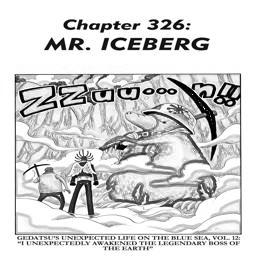 Chapter 326:
MR. ICEBERG
ZZuu...n!!
GEDATSU'S UNEXPECTED LIFE ON THE BLUE SEA, VOL. 12:
"I UNEXPECTEDLY AWAKENED THE LEGENDARY BOSS OF
THE EARTH"